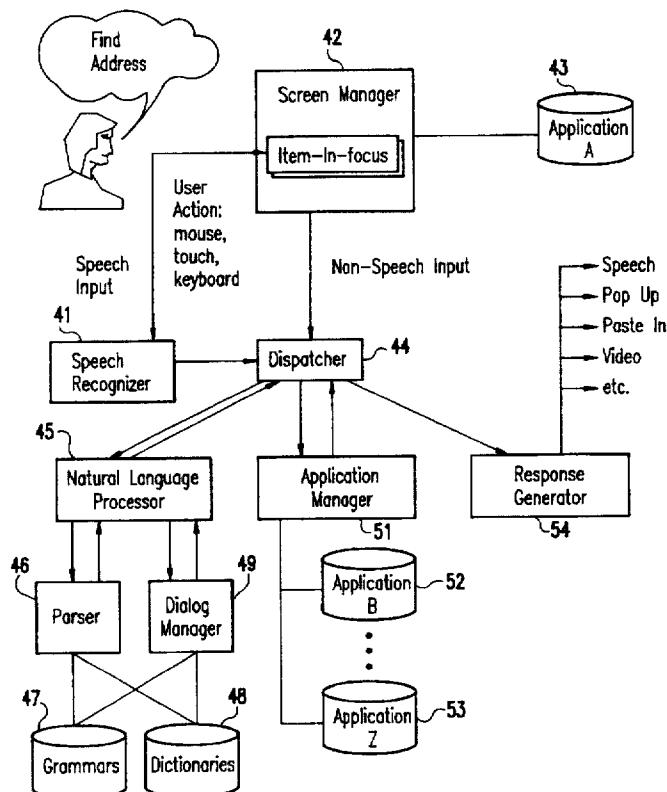 Find
Address
42
Screen Manager
Item-In-focus
43
Application
A
User
Action:
mouse,
touch,
keyboard
Speech
Input
Non-Speech Input
41
Speech
Recognizer
Dispatcher
44
Speech
Pop Up
Paste In
Video
etc.
45
Natural Language
Processor
Application
Manager
51
Response
Generator
54
46
Parser
49
Dialog
Manager
Application
B
52
47
Grammars
48
Dictionaries
Application
Z
53